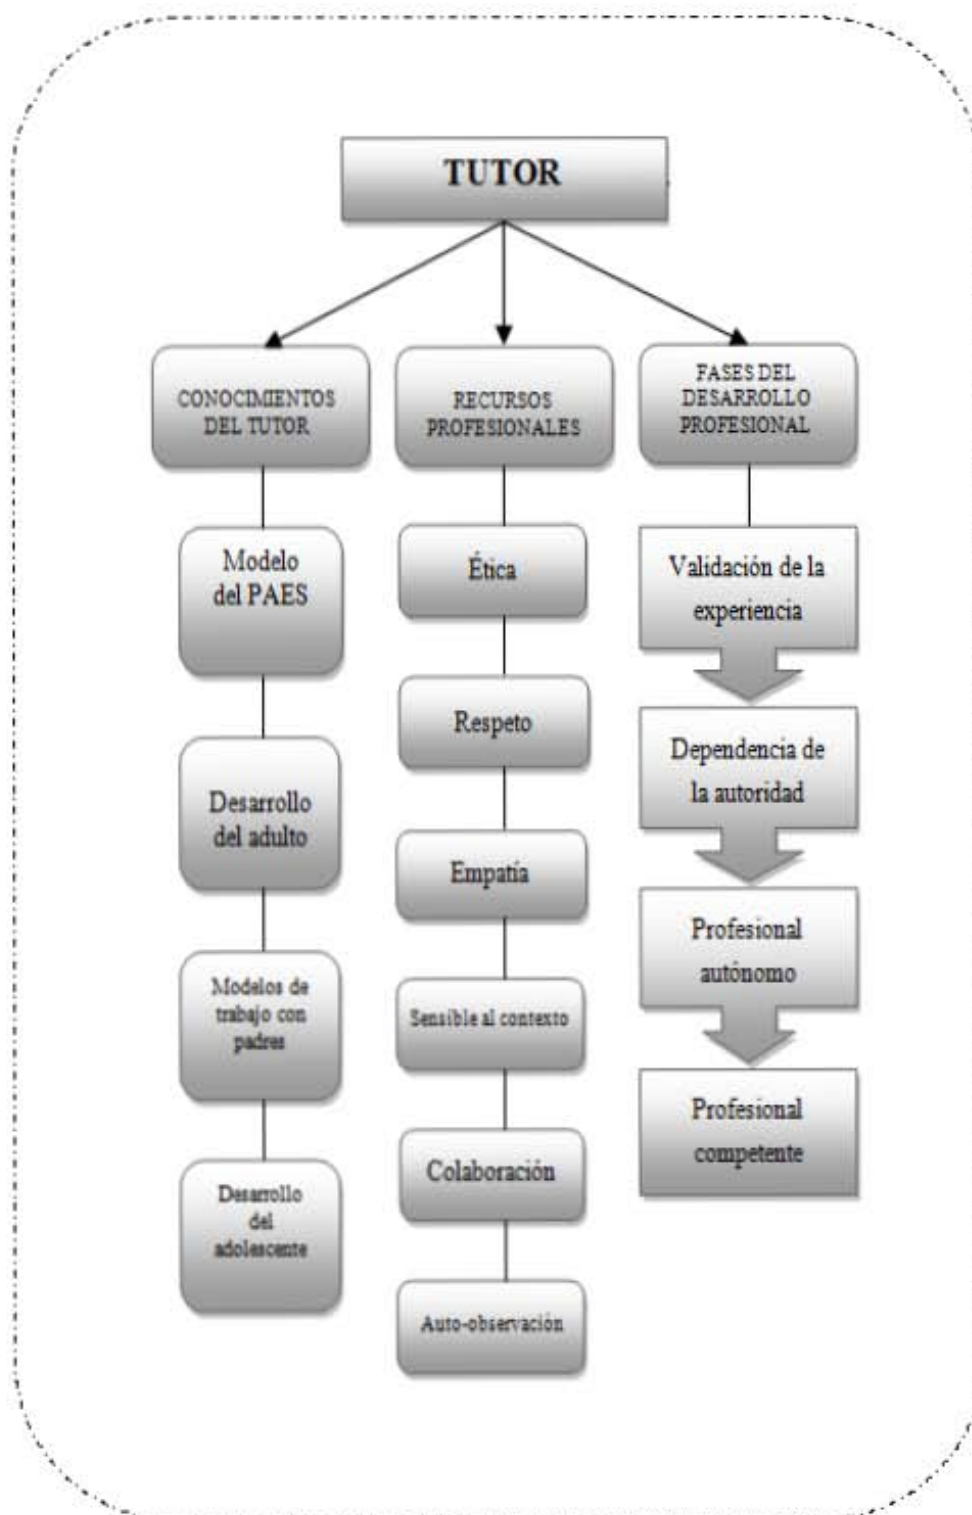 TUTOR
CONOCIMIENTOS
DEL TUTOR
Modelo
del PAES
Desarrollo
del adulto
Modelos de
trabajo con
padres
Desarrollo
del
adolescente
RECURSOS
PROFESIONALES
Ética
Respeto
Empatía
Sensible al contexto
Colaboración
Auto-observación
FASES DEL
DESARROLLO
PROFESIONAL
Validación de la
experiencia
Dependencia de
la autoridad
Profesional
autónomo
Profesional
competente